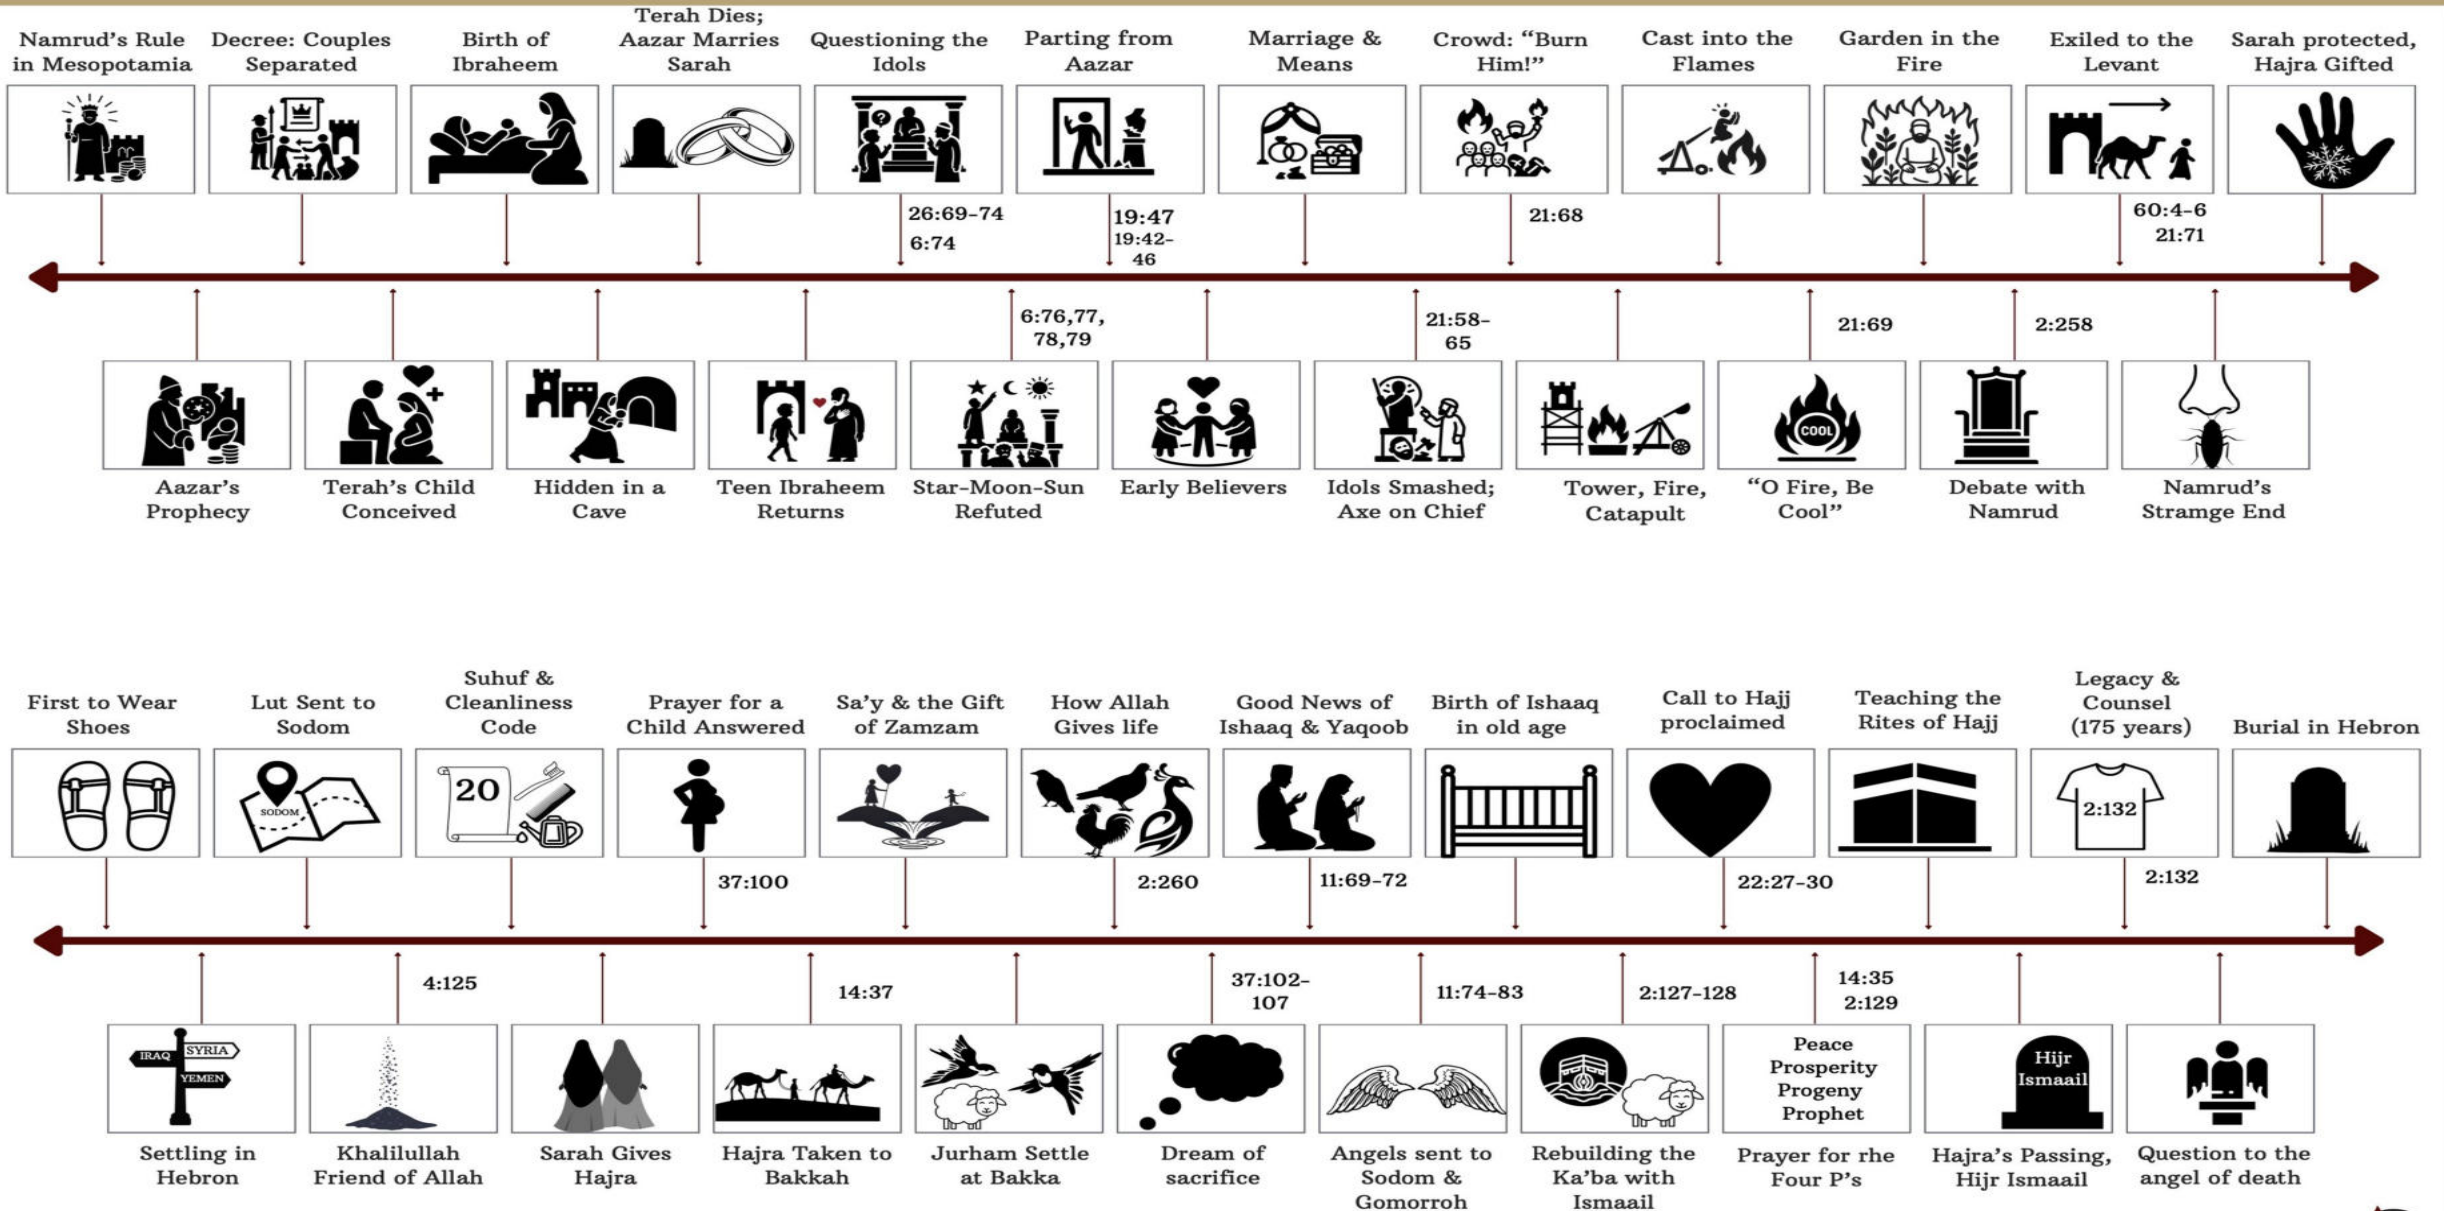 Namrud's Rule
in Mesopotamia
Decree: Couples
Separated
Birth of
Ibraheem
Terah Dies;
Aazar Marries
Sarah
Questioning the
Idols
Parting from
Aazar
Marriage &
Means
Crowd: “Burn
Him!”
Cast into the
Flames
Garden in the
Fire
Exiled to the
Levant
Sarah protected,
Hajra Gifted
?
26:69-74
6:74
19:47
19:42-
46
21:68
60:4-6
21:71
6:76,77,
78,79
21:58-
65
21:69
2:258
COOL
Aazar's
Prophecy
Terah's Child
Conceived
Hidden in a
Cave
Teen Ibraheem
Returns
Star-Moon-Sun
Refuted
Early Believers
Idols Smashed;
Axe on Chief
Tower, Fire,
Catapult
“O Fire, Be
Cool”
Debate with
Namrud
Namrud's
Stramge End
First to Wear
Shoes
Lut Sent to
Sodom
Suhuf &
Cleanliness
Code
Prayer for a
Child Answered
Sa'y & the Gift
of Zamzam
How Allah
Gives life
Good News of
Ishaaq & Yaqoob
Birth of Ishaaq
in old age
Call to Hajj
proclaimed
Teaching the
Rites of Hajj
Legacy &
Counsel
(175 years)
Burial in Hebron
SODOM
20
2:132
37:100
2:260
11:69-72
22:27-30
2:132
4:125
14:37
37:102-
107
11:74-83
2:127-128
14:35
2:129
IRAQ
SYRIA
YEMEN
Peace
Prosperity
Progeny
Prophet
Hijr
Ismaail
Settling in
Hebron
Khalilullah
Friend of Allah
Sarah Gives
Hajra
Hajra Taken to
Bakkah
Jurham Settle
at Bakka
Dream of
sacrifice
Angels sent to
Sodom &
Gomorroh
Rebuilding the
Ka'ba with
Ismaail
Prayer for rhe
Four P's
Hajra's Passing,
Hijr Ismaail
Question to the
angel of death